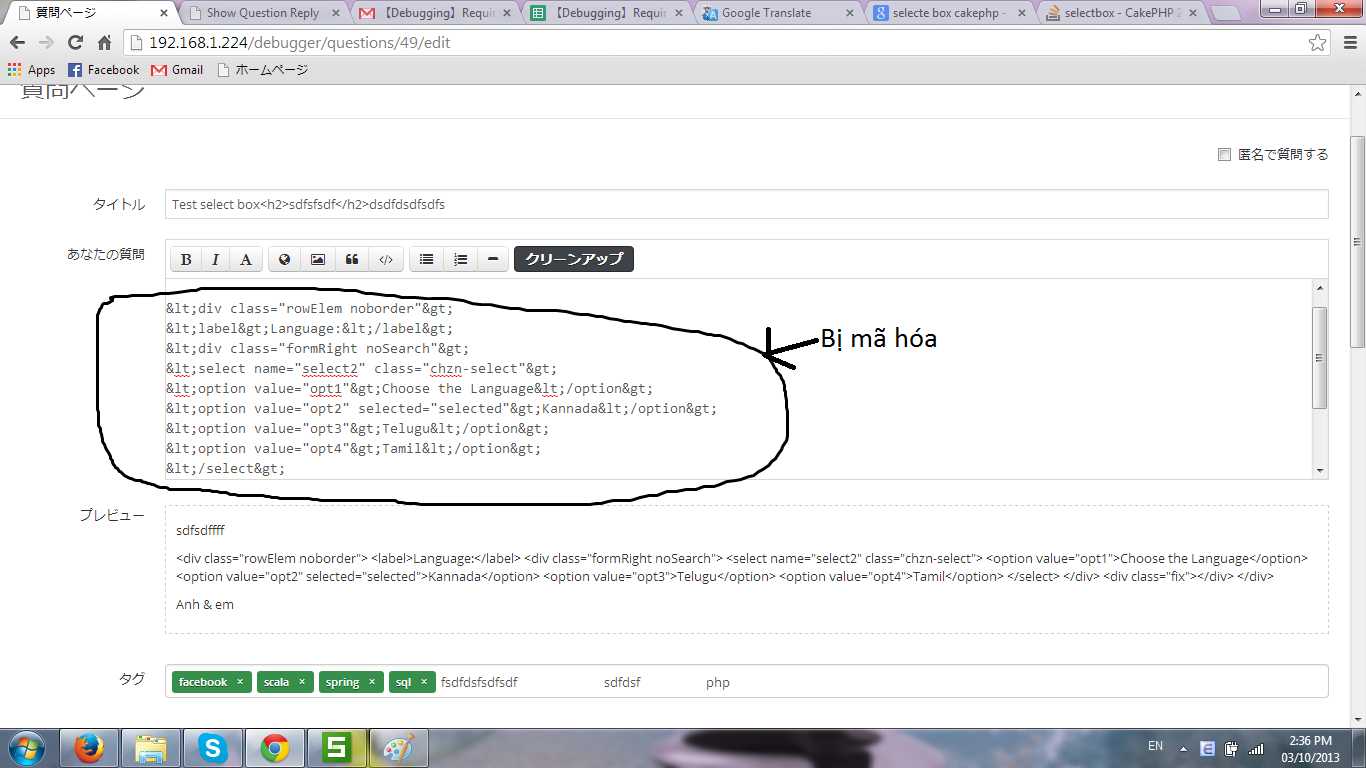 質問ページ
Show Question Reply
【Debugging】Requir
【Debugging】Requir
Google Translate
selecte box cakephp -
selectbox - CakePHP 2
192.168.1.224/debugger/questions/49/edit
Apps Facebook Gmail ホームページ
質問ページ
匿名で質問する
タイトル
Test select box<h2>sdfsfsdf</h2>dsdfdsdfsdfs
あなたの質問
B I A クリーンアップ
&lt;div class="rowElem noborder"&gt;
&lt;label&gt;Language:&lt;/label&gt;
&lt;div class="formRight noSearch"&gt;
&lt;select name="select2" class="chzn-select"&gt;
&lt;option value="opt1"&gt;Choose the Language&lt;/option&gt;
&lt;option value="opt2" selected="selected"&gt;Kannada&lt;/option&gt;
&lt;option value="opt3"&gt;Telugu&lt;/option&gt;
&lt;option value="opt4"&gt;Tamil&lt;/option&gt;
&lt;/select&gt;
Bị mã hóa
プレビュー
sdfsdffff
<div class="rowElem noborder"> <label>Language:</label> <div class="formRight noSearch"> <select name="select2" class="chzn-select"> <option value="opt1">Choose the Language</option>
<option value="opt2" selected="selected">Kannada</option> <option value="opt3">Telugu</option> <option value="opt4">Tamil</option> </select> </div> <div class="fix"></div> </div>
Anh & em
タグ
facebook × scala × spring × sql × fsdfdsfsdfsdf sdfdsf php
EN
2:36 PM
03/10/2013